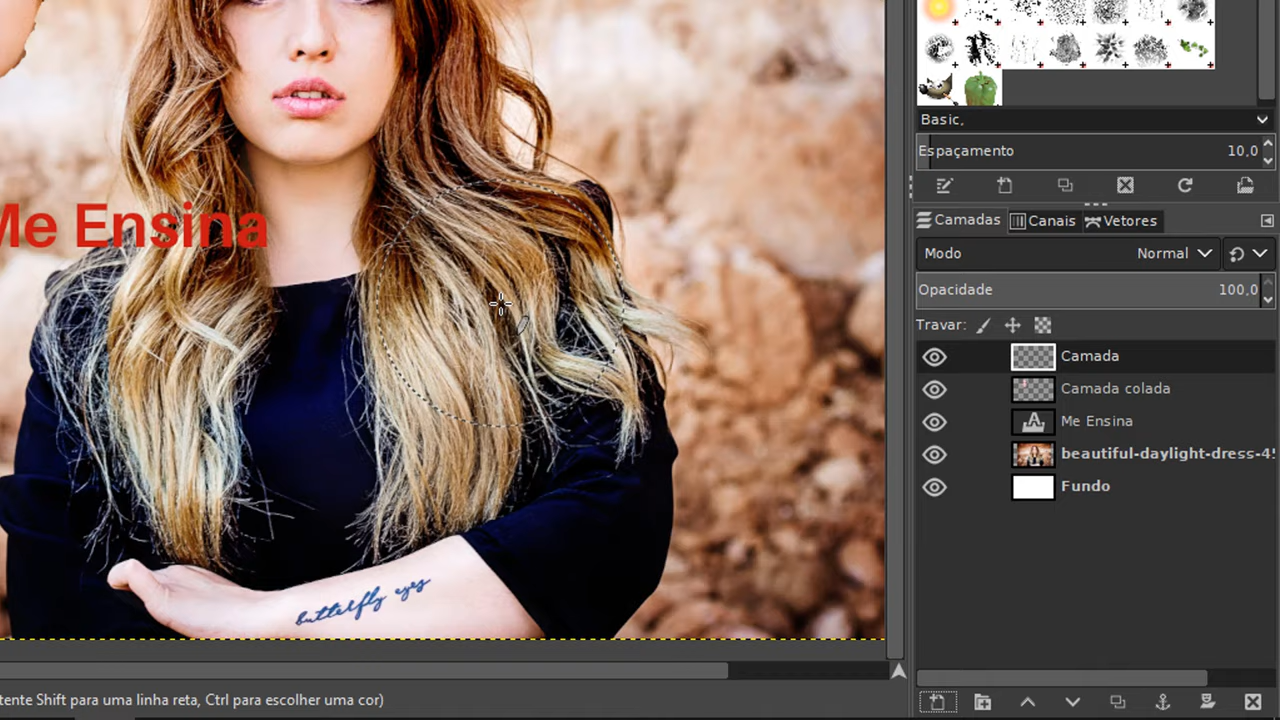 Me Ensina
butterfly eyes
Basic,
Espaçamento 10,0
Camadas Canais Vetores
Modo Normal
Opacidade 100,0
Travar:
Camada
Camada colada
Me Ensina
beautiful-daylight-dress-4
Fundo
tente Shift para uma linha reta, Ctrl para escolher uma cor)